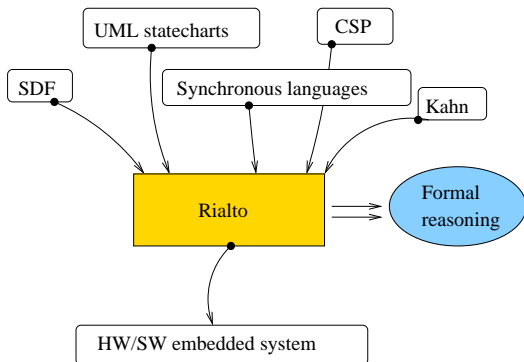 UML statecharts
CSP
SDF
Synchronous languages
Kahn
Rialto
Formal
reasoning
HW/SW embedded system